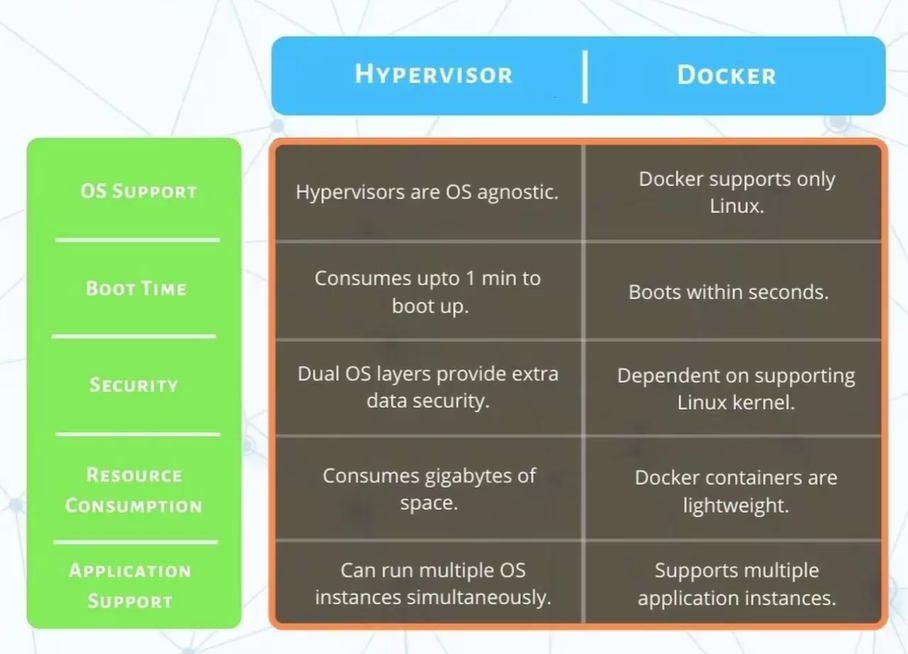 HYPERVISOR
DOCKER
OS SUPPORT
Hypervisors are OS agnostic.
Docker supports only
Linux.
BOOT TIME
Consumes upto 1 min to
boot up.
Boots within seconds.
SECURITY
Dual OS layers provide extra
data security.
Dependent on supporting
Linux kernel.
RESOURCE
CONSUMPTION
Consumes gigabytes of
space.
Docker containers are
lightweight.
APPLICATION
SUPPORT
Can run multiple OS
instances simultaneously.
Supports multiple
application instances.